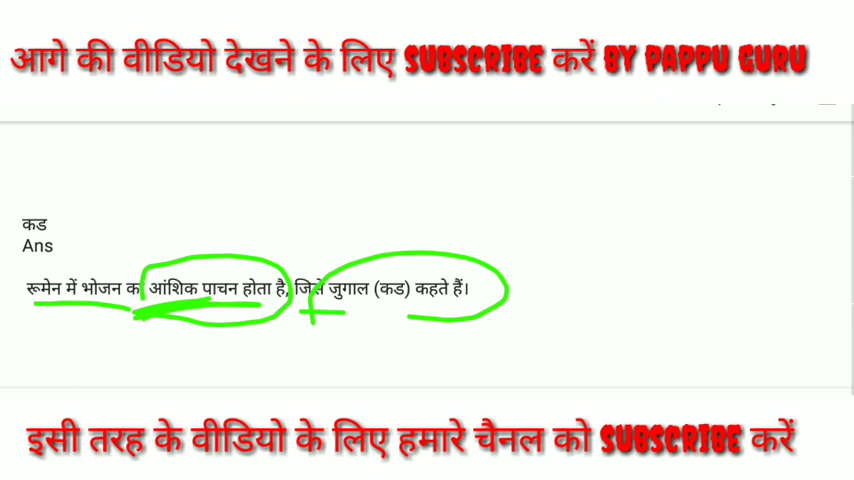 आगे की वीडियो देखने के लिए SUBSCRIBE करें BY PAPPU GURU
कड
Ans
रूमेन में भोजन का आंशिक पाचन होता है, जिसे जुगाल (कड) कहते हैं।
इसी तरह के वीडियो के लिए हमारे चैनल को SUBSCRIBE करें